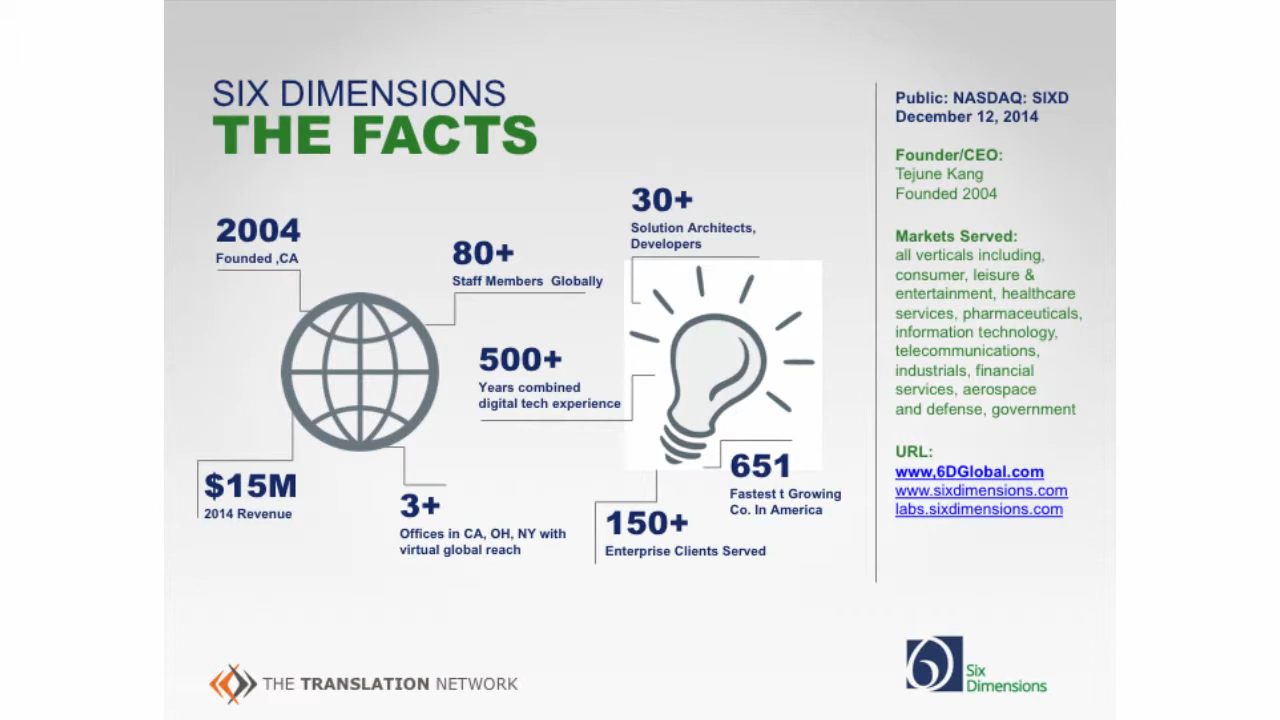 SIX DIMENSIONS
THE FACTS
2004
Founded ,CA
80+
Staff Members  Globally
30+
Solution Architects,
Developers
500+
Years combined
digital tech experience
$15M
2014 Revenue
3+
Offices in CA, OH, NY with
virtual global reach
150+
Enterprise Clients Served
651
Fastest t Growing
Co. In America
Public: NASDAQ: SIXD
December 12, 2014
Founder/CEO:
Tejune Kang
Founded 2004
Markets Served:
all verticals including,
consumer, leisure &
entertainment, healthcare
services, pharmaceuticals,
information technology,
telecommunications,
industrials, financial
services, aerospace
and defense, government
URL:
www,6DGlobal.com
www.sixdimensions.com
labs.sixdimensions.com
THE TRANSLATION NETWORK
Six
Dimensions